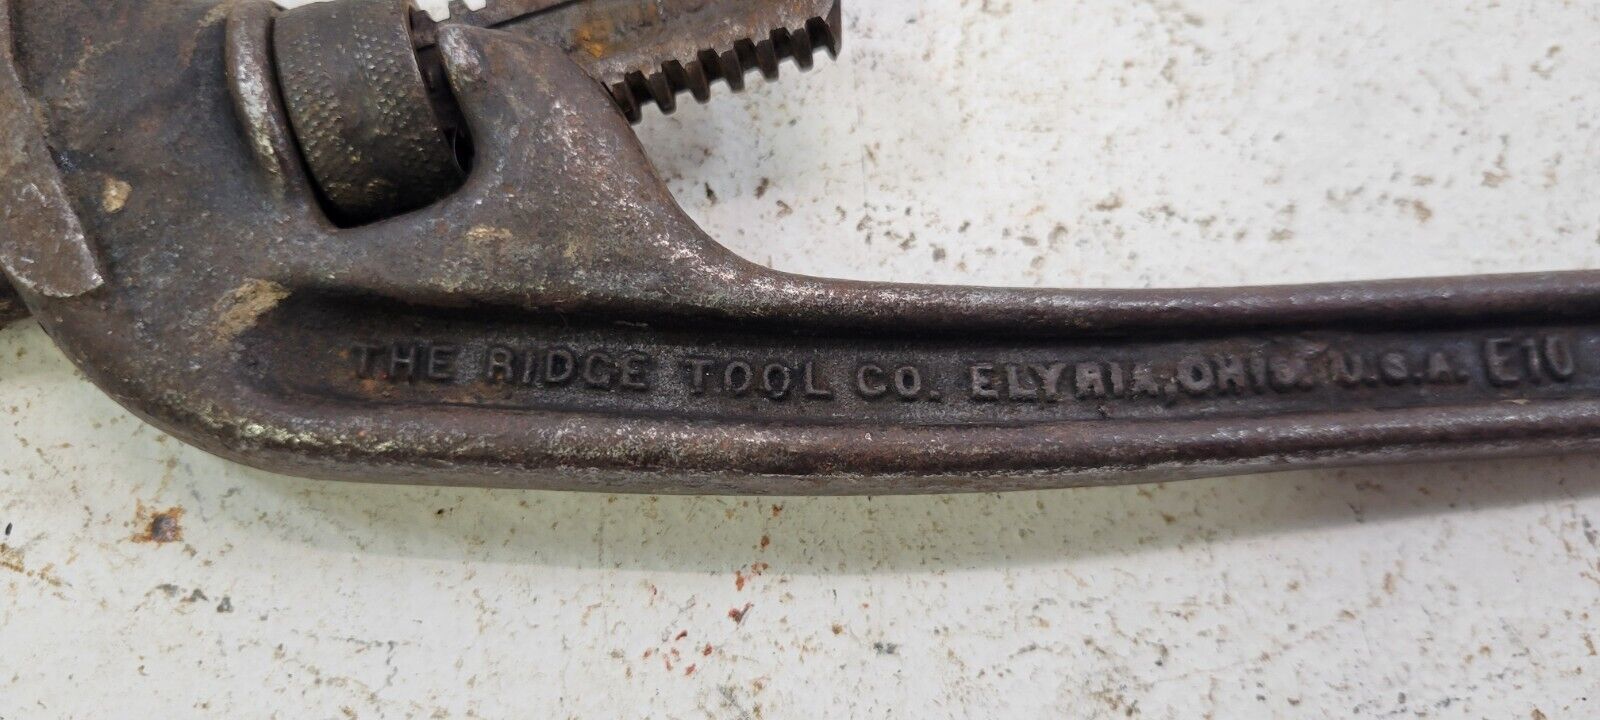 THE RIDGE TOOL CO. ELYRIA, OHIO. U.S.A. E10